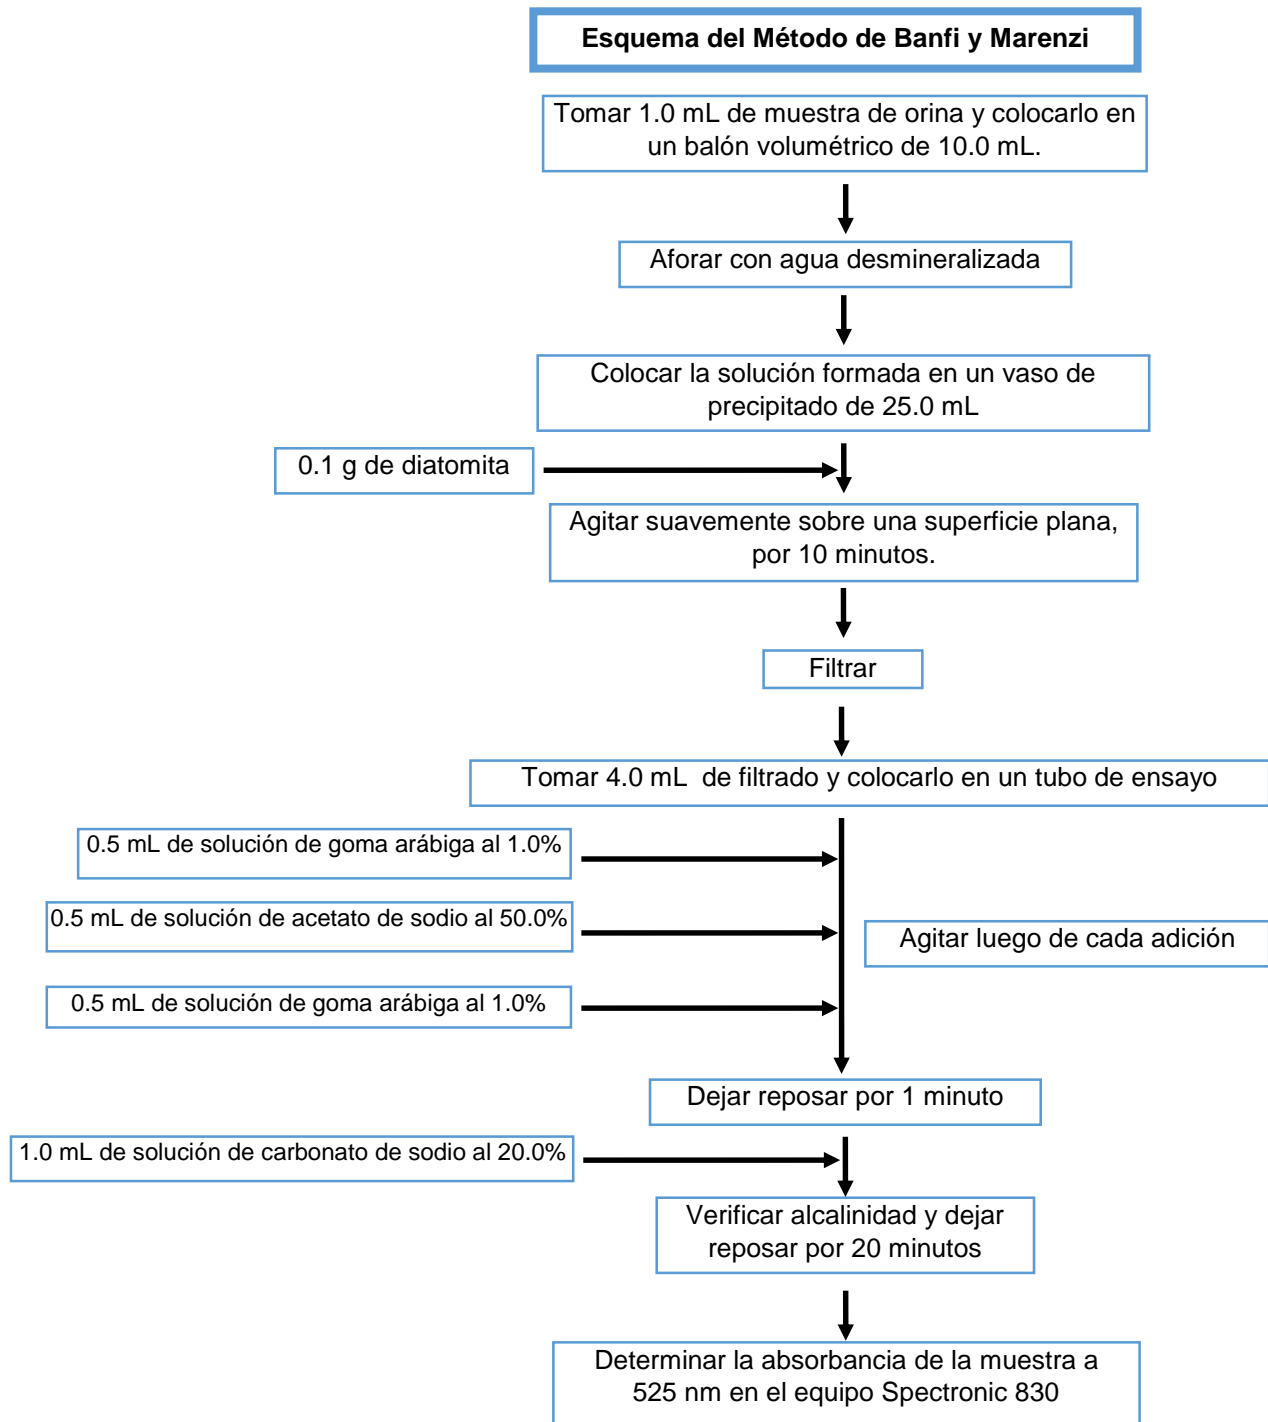 Esquema del Método de Banfi y Marenzi
Tomar 1.0 mL de muestra de orina y colocarlo en
un balón volumétrico de 10.0 mL.
Aforar con agua desmineralizada
Colocar la solución formada en un vaso de
precipitado de 25.0 mL
0.1 g de diatomita
Agitar suavemente sobre una superficie plana,
por 10 minutos.
Filtrar
Tomar 4.0 mL de filtrado y colocarlo en un tubo de ensayo
0.5 mL de solución de goma arábiga al 1.0%
0.5 mL de solución de acetato de sodio al 50.0%
Agitar luego de cada adición
0.5 mL de solución de goma arábiga al 1.0%
Dejar reposar por 1 minuto
1.0 mL de solución de carbonato de sodio al 20.0%
Verificar alcalinidad y dejar
reposar por 20 minutos
Determinar la absorbancia de la muestra a
525 nm en el equipo Spectronic 830